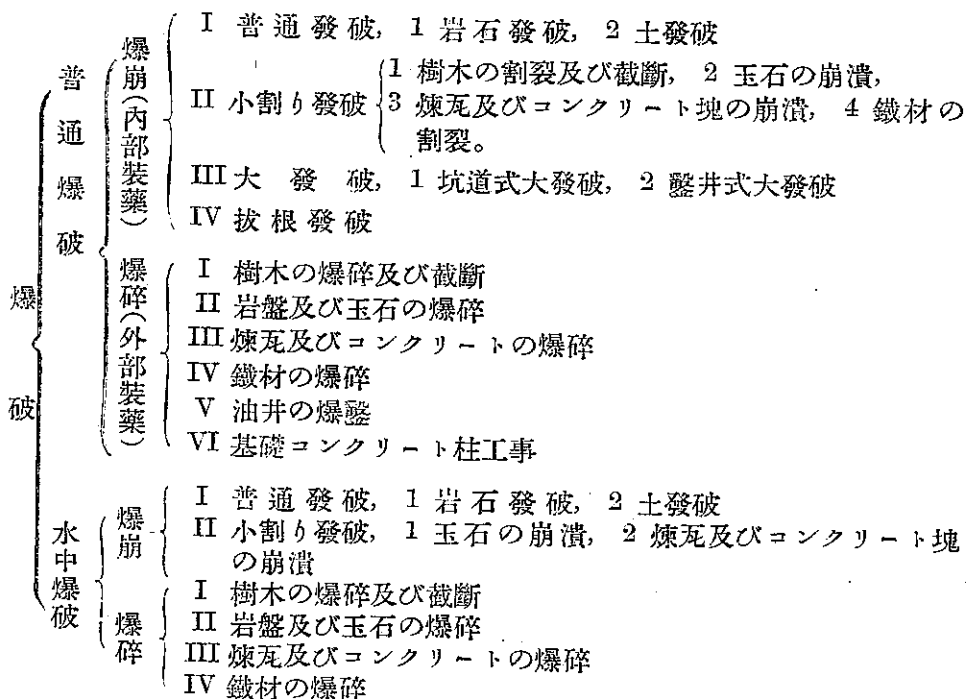 爆破
普通爆破
爆崩(內部裝藥)
I 普通發破, 1 岩石發破, 2 土發破
II 小割り發破
1 樹木の割裂及び截斷, 2 玉石の崩潰,
3 煉瓦及びコンクリート塊の崩潰, 4 鐵材の
割裂。
III 大發破, 1 坑道式大發破, 2 鑿井式大發破
IV 拔根發破
爆碎(外部裝藥)
I 樹木の爆碎及び截斷
II 岩盤及び玉石の爆碎
III 煉瓦及びコンクリートの爆碎
IV 鐵材の爆碎
V 油井の爆鑿
VI 基礎コンクリート柱工事
水中爆破
爆崩
I 普通發破, 1 岩石發破, 2 土發破
II 小割り發破, 1 玉石の崩潰, 2 煉瓦及びコンクリート塊
の崩潰
爆碎
I 樹木の爆碎及び截斷
II 岩盤及び玉石の爆碎
III 煉瓦及びコンクリートの爆碎
IV 鐵材の爆碎